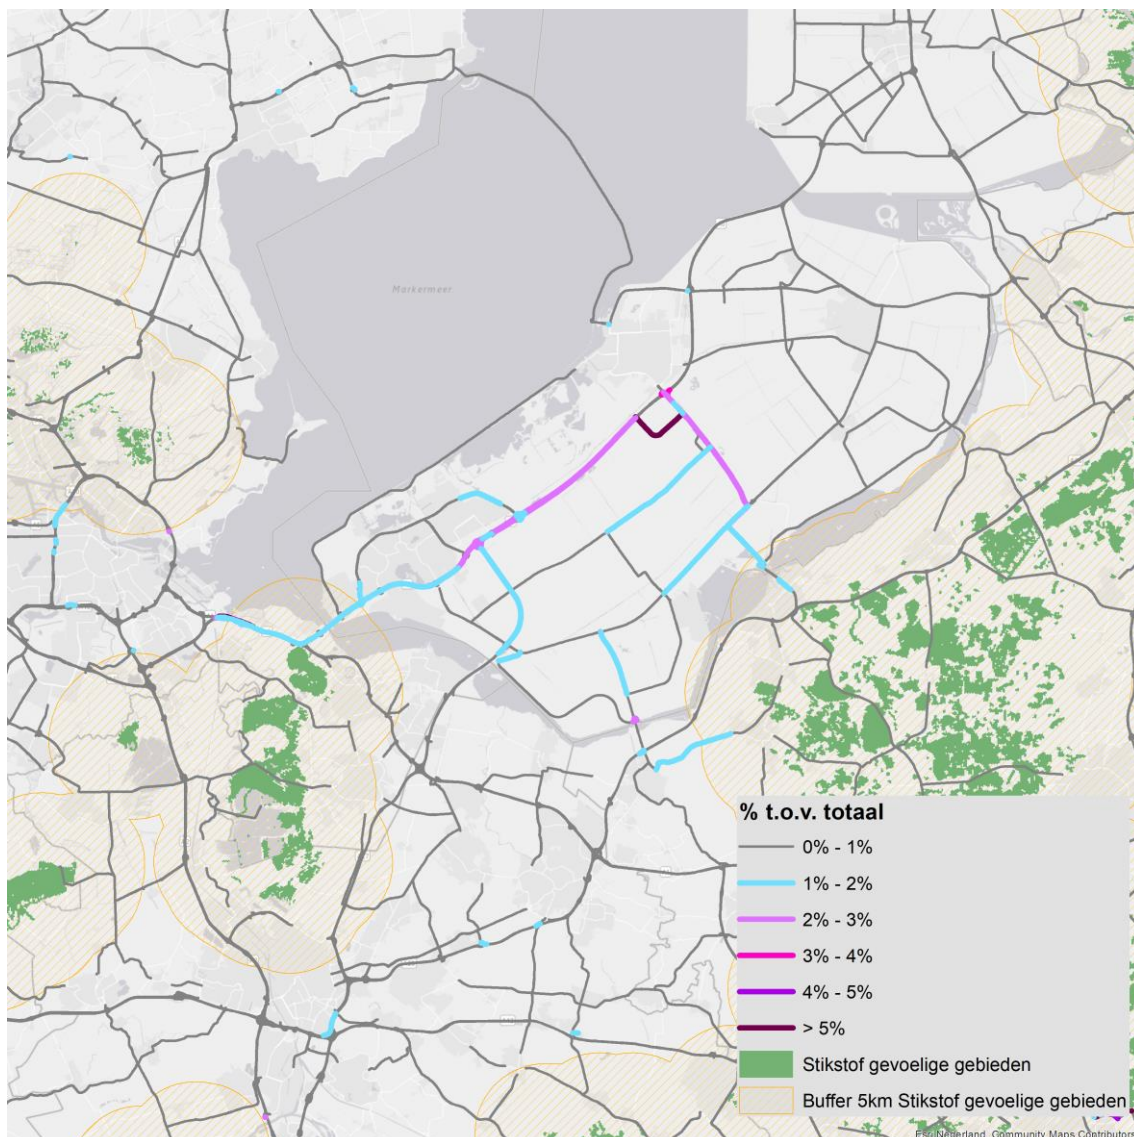 Markermeer
% t.o.v. totaal
0% - 1%
1% - 2%
2% - 3%
3% - 4%
4% - 5%
> 5%
Stikstof gevoelige gebieden
Buffer 5km Stikstof gevoelige gebieden
Esri Nederland, Community Maps Contributors